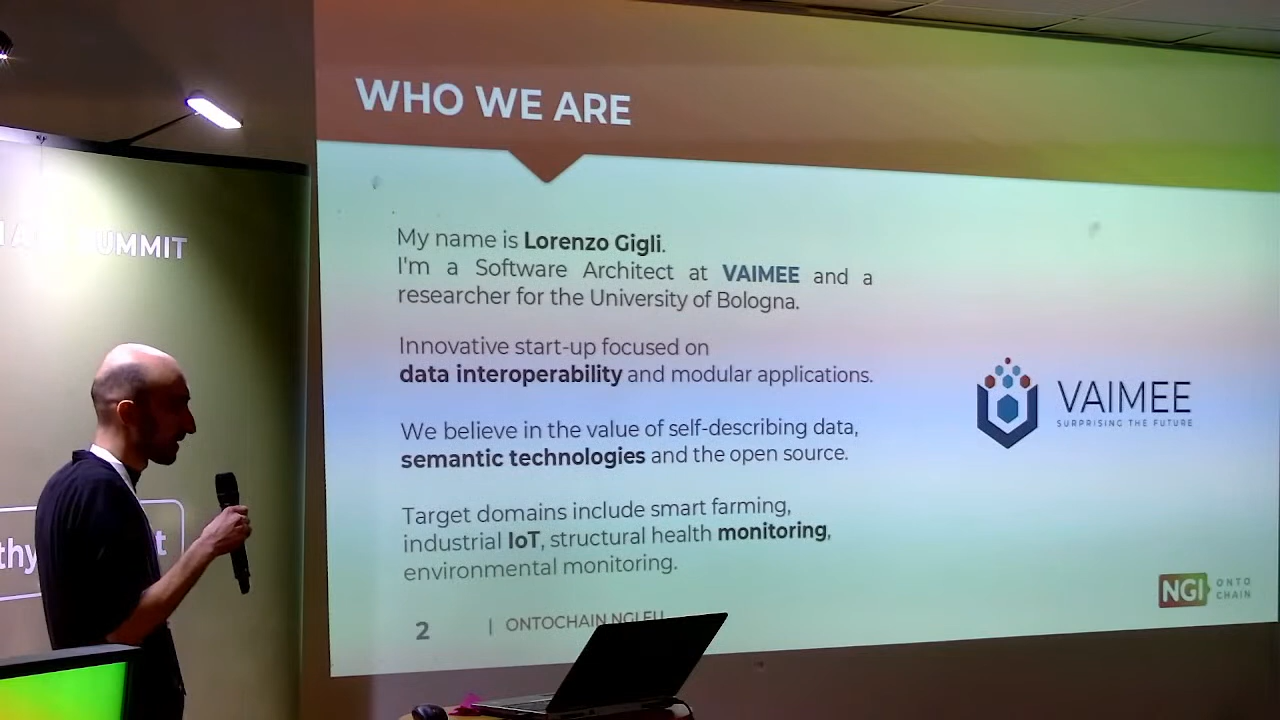 WHO WE ARE
My name is Lorenzo Gigli.
I'm a Software Architect at VAIMEE and a
researcher for the University of Bologna.
Innovative start-up focused on
data interoperability and modular applications.
We believe in the value of self-describing data,
semantic technologies and the open source.
Target domains include smart farming,
industrial IoT, structural health monitoring,
environmental monitoring.
VAIMEE
SURPRISING THE FUTURE
2 | ONTOCHAIN.NGI.EU
NGI ONTO
CHAIN
SUMMIT
thy
t